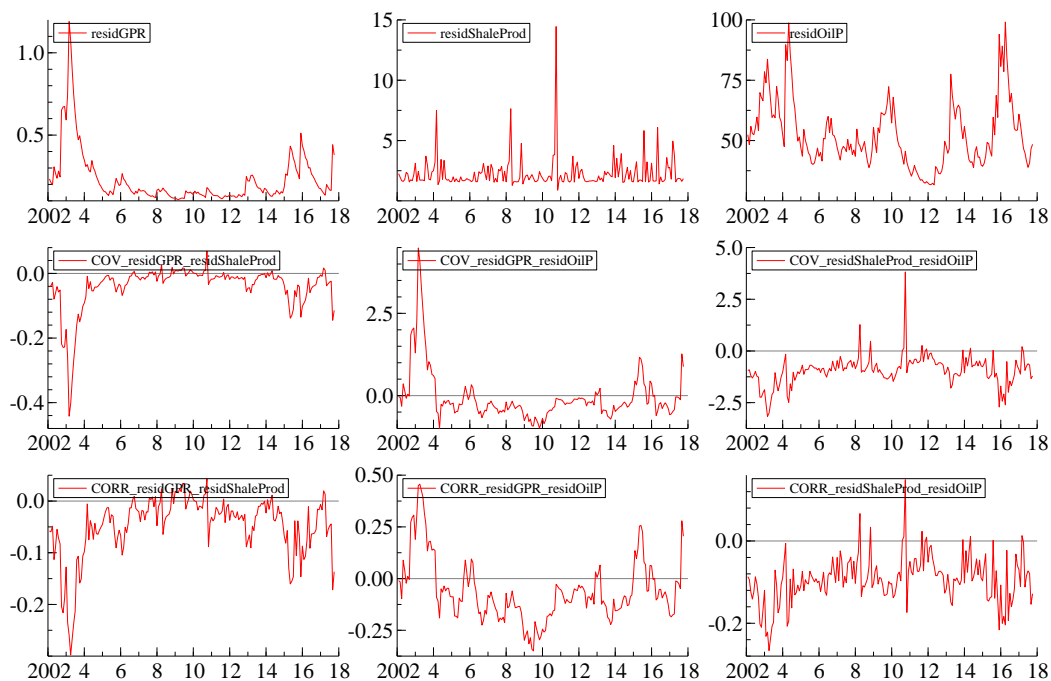 residGPR
1.0
0.5
2002 4 6 8 10 12 14 16 18
15
residShaleProd
10
5
2002 4 6 8 10 12 14 16 18
100
residOilP
75
50
2002 4 6 8 10 12 14 16 18
COV_residGPR_residShaleProd
0.0
-0.2
-0.4
2002 4 6 8 10 12 14 16 18
COV_residGPR_residOilP
2.5
0.0
2002 4 6 8 10 12 14 16 18
5.0
COV_residShaleProd_residOilP
2.5
0.0
-2.5
2002 4 6 8 10 12 14 16 18
CORR_residGPR_residShaleProd
0.0
-0.1
-0.2
2002 4 6 8 10 12 14 16 18
0.50
CORR_residGPR_residOilP
0.25
0.00
-0.25
2002 4 6 8 10 12 14 16 18
CORR_residShaleProd_residOilP
0.0
-0.2
2002 4 6 8 10 12 14 16 18